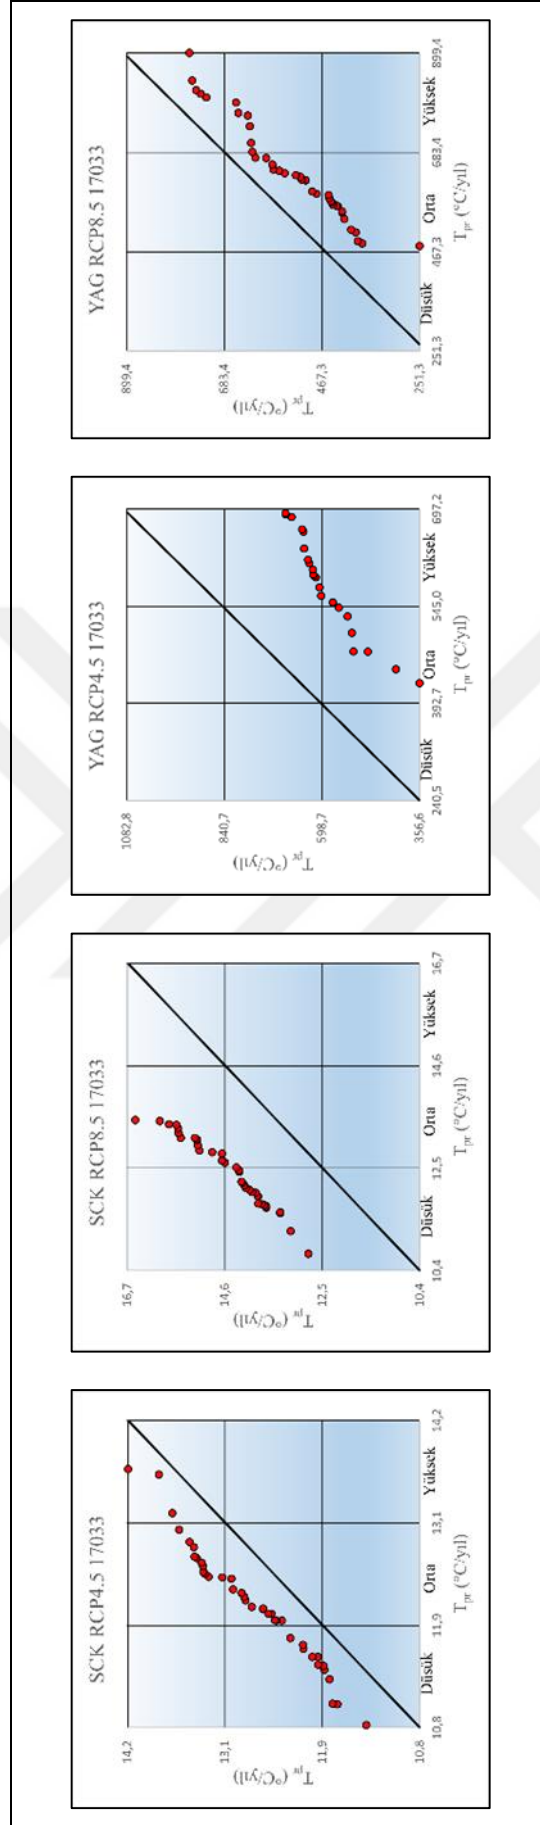 SCK RCP4.5 17033
14,2
13,1
11,9
10,8
T_pr (°C/yıl)
10,8
11,9
13,1
14,2
Düşük
Orta
Yüksek
T_pr (°C/yıl)
SCK RCP8.5 17033
16,7
14,6
12,5
10,4
T_pr (°C/yıl)
10,4
12,5
14,6
16,7
Düşük
Orta
Yüksek
T_pr (°C/yıl)
YAG RCP4.5 17033
1082,8
840,7
598,7
356,6
T_pr (°C/yıl)
240,5
392,7
545,0
697,2
Düşük
Orta
Yüksek
T_pr (°C/yıl)
YAG RCP8.5 17033
899,4
683,4
467,3
251,3
T_pr (°C/yıl)
251,3
467,3
683,4
899,4
Düşük
Orta
Yüksek
T_pr (°C/yıl)